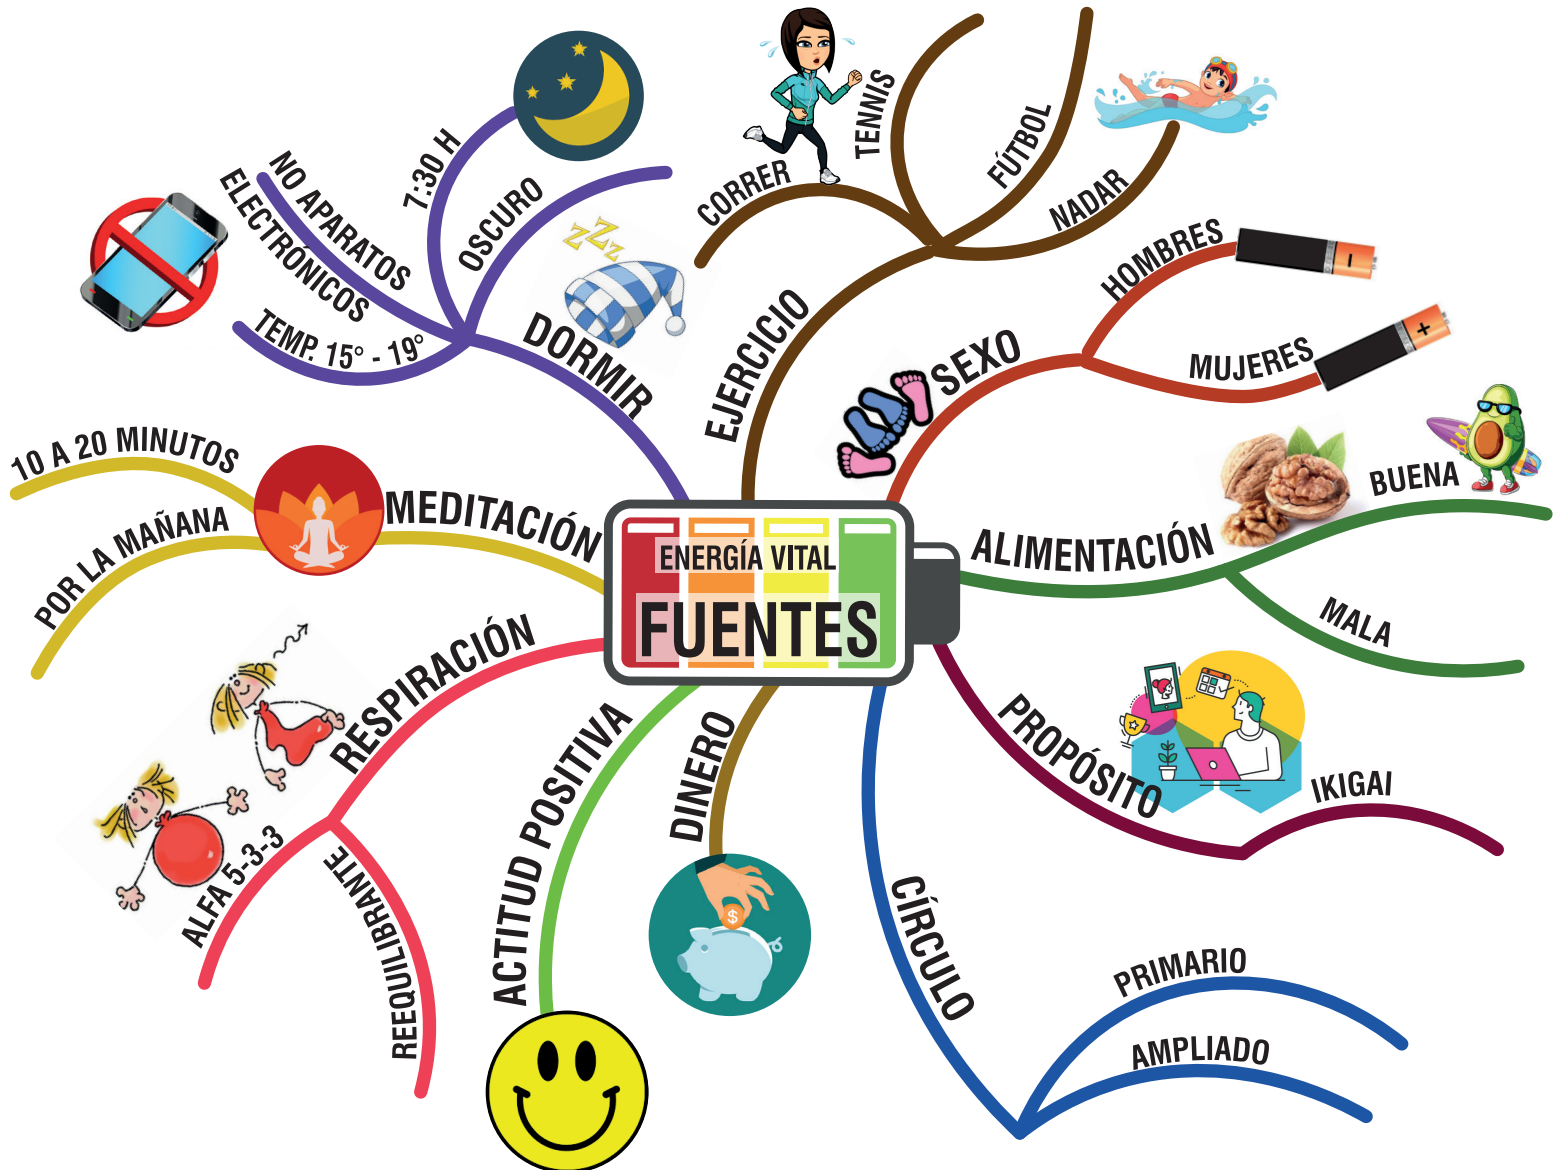 ENERGÍA VITAL
FUENTES
DORMIR
TEMP. 15° - 19°
NO APARATOS
ELECTRÓNICOS
7:30 H
OSCURO
EJERCICIO
CORRER
TENNIS
FÚTBOL
NADAR
SEXO
HOMBRES
-
MUJERES
+
ALIMENTACIÓN
BUENA
MALA
PROPÓSITO
IKIGAI
CÍRCULO
PRIMARIO
AMPLIADO
DINERO
$
ACTITUD POSITIVA
RESPIRACIÓN
ALFA 5-3-3
REEQUILIBRANTE
MEDITACIÓN
10 A 20 MINUTOS
POR LA MAÑANA
ZZZ